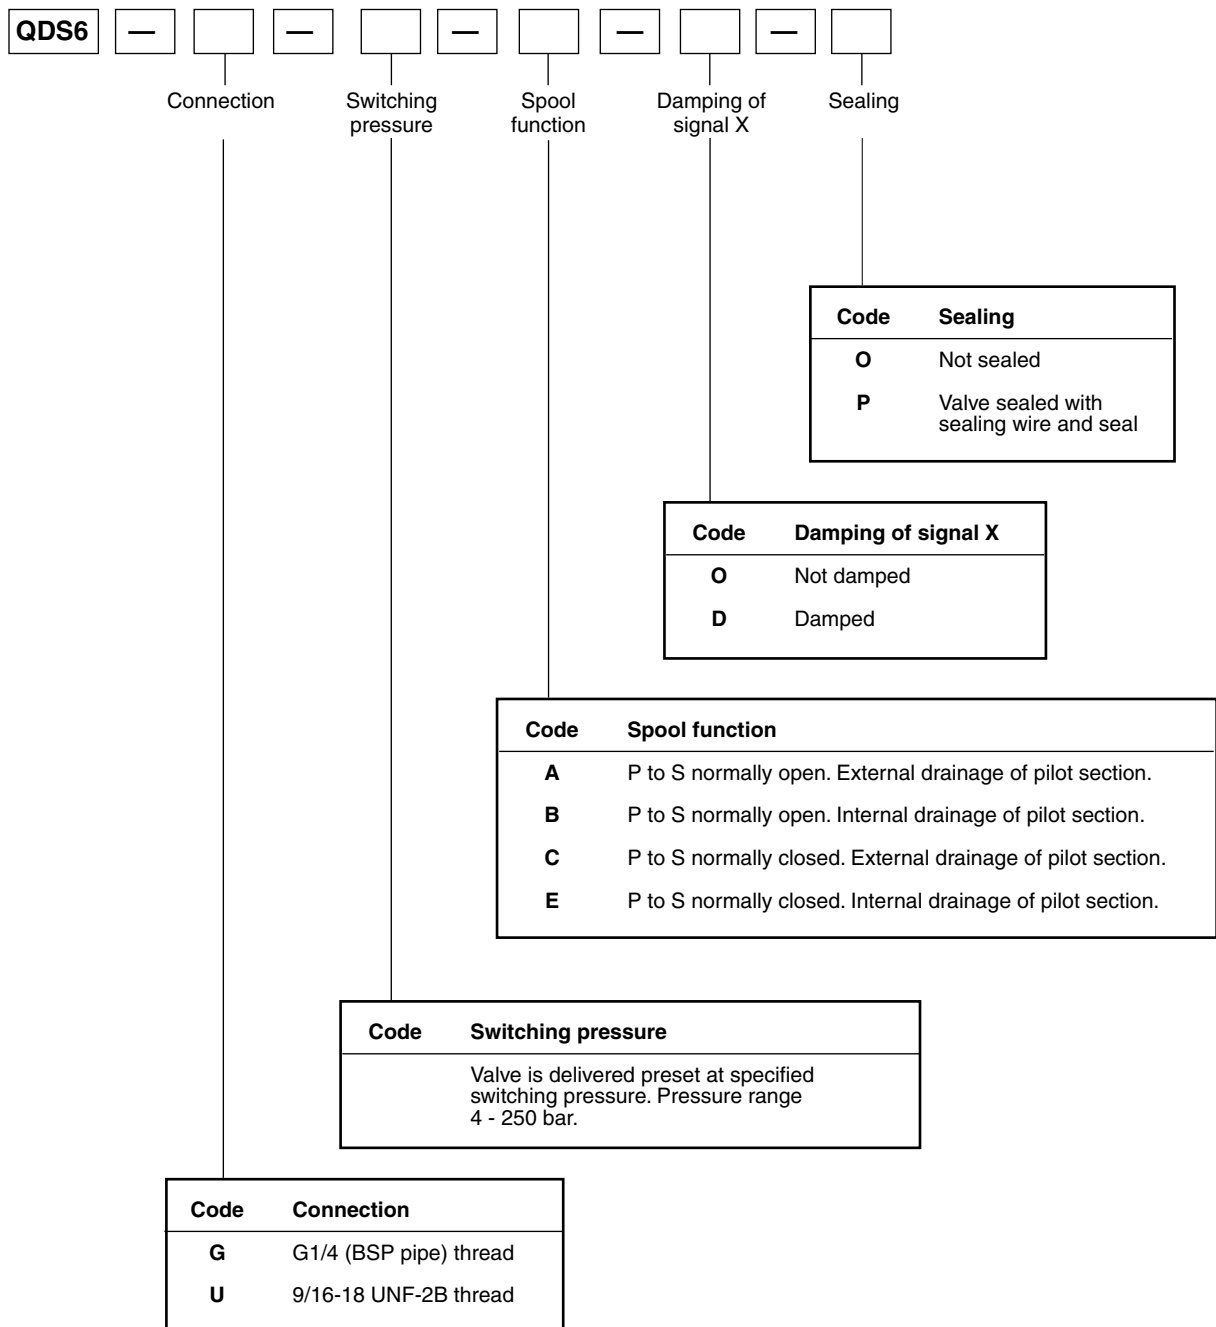 QDS6 — — — — —
Connection Switching Spool Damping of Sealing
pressure function signal X
Code Sealing
O Not sealed
P Valve sealed with
sealing wire and seal
Code Damping of signal X
O Not damped
D Damped
Code Spool function
A P to S normally open. External drainage of pilot section.
B P to S normally open. Internal drainage of pilot section.
C P to S normally closed. External drainage of pilot section.
E P to S normally closed. Internal drainage of pilot section.
Code Switching pressure
Valve is delivered preset at specified
switching pressure. Pressure range
4 - 250 bar.
Code Connection
G G1/4 (BSP pipe) thread
U 9/16-18 UNF-2B thread